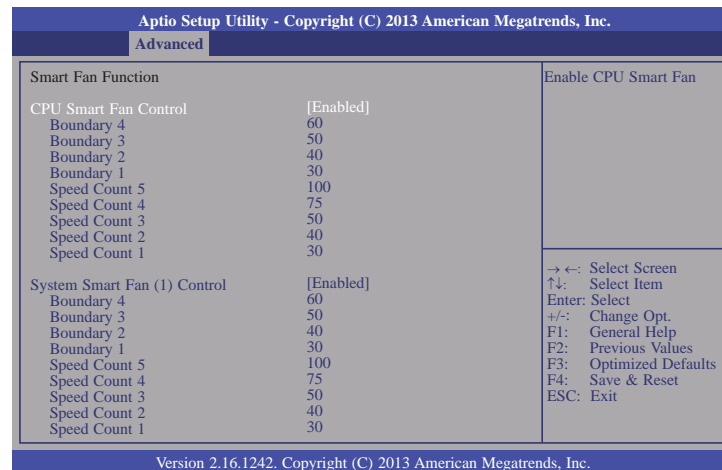 Aptio Setup Utility - Copyright (C) 2013 American Megatrends, Inc.
Advanced
Smart Fan Function
CPU Smart Fan Control [Enabled]
Boundary 4 60
Boundary 3 50
Boundary 2 40
Boundary 1 30
Speed Count 5 100
Speed Count 4 75
Speed Count 3 50
Speed Count 2 40
Speed Count 1 30
System Smart Fan (1) Control [Enabled]
Boundary 4 60
Boundary 3 50
Boundary 2 40
Boundary 1 30
Speed Count 5 100
Speed Count 4 75
Speed Count 3 50
Speed Count 2 40
Speed Count 1 30
Enable CPU Smart Fan
→ ←: Select Screen
↑↓: Select Item
Enter: Select
+/-: Change Opt.
F1: General Help
F2: Previous Values
F3: Optimized Defaults
F4: Save & Reset
ESC: Exit
Version 2.16.1242. Copyright (C) 2013 American Megatrends, Inc.